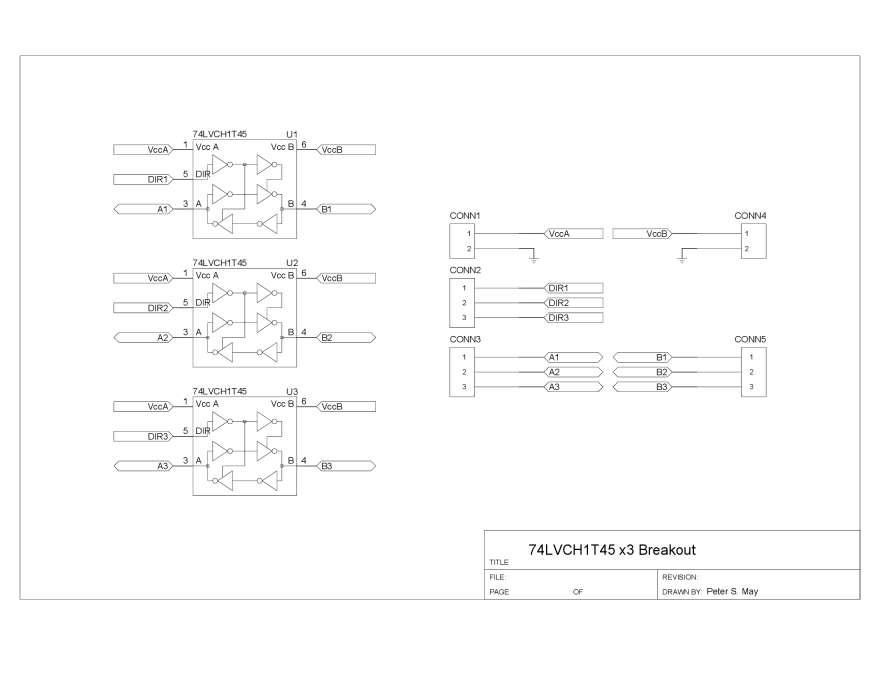 74LVCH1T45 U1
VccA 1 Vcc A Vcc B 6 VccB
DIR1 5 DIR
A1 3 A B 4 B1
74LVCH1T45 U2
VccA 1 Vcc A Vcc B 6 VccB
DIR2 5 DIR
A2 3 A B 4 B2
74LVCH1T45 U3
VccA 1 Vcc A Vcc B 6 VccB
DIR3 5 DIR
A3 3 A B 4 B3
CONN1 CONN4
1 VccA VccB 1
2 2
CONN2
1 DIR1
2 DIR2
3 DIR3
CONN3 CONN5
1 A1 B1 1
2 A2 B2 2
3 A3 B3 3
TITLE 74LVCH1T45 x3 Breakout
FILE: REVISION:
PAGE OF DRAWN BY: Peter S. May